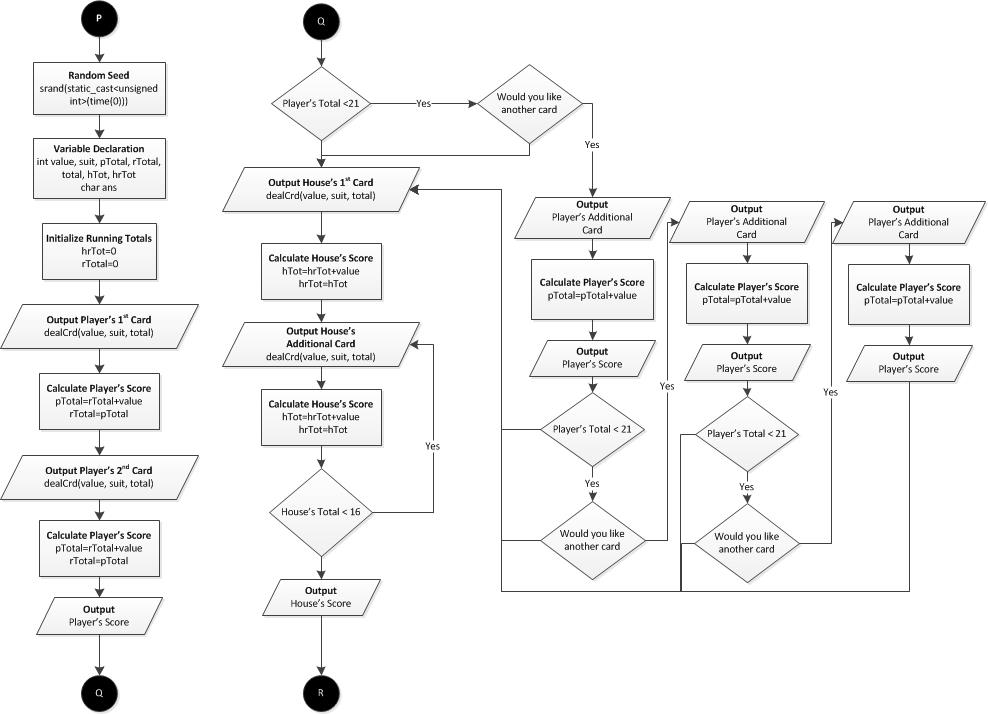 P
Random Seed
srand(static_cast<unsigned
int>(time(0)))
Variable Declaration
int value, suit, pTotal, rTotal,
total, hTot, hrTot
char ans
Initialize Running Totals
hrTot=0
rTotal=0
Output Player's 1st Card
dealCrd(value, suit, total)
Calculate Player's Score
pTotal=rTotal+value
rTotal=pTotal
Output Player's 2nd Card
dealCrd(value, suit, total)
Calculate Player's Score
pTotal=rTotal+value
rTotal=pTotal
Output
Player's Score
Q
Q
Player's Total <21
Yes
Would you like
another card
Yes
Output House's 1st Card
dealCrd(value, suit, total)
Calculate House's Score
hTot=hrTot+value
hrTot=hTot
Output House's
Additional Card
dealCrd(value, suit, total)
Calculate House's Score
hTot=hrTot+value
hrTot=hTot
Yes
House's Total < 16
Output
House's Score
R
Output
Player's Additional
Card
Calculate Player's Score
pTotal=pTotal+value
Output
Player's Score
Player's Total < 21
Yes
Would you like
another card
Yes
Output
Player's Additional
Card
Calculate Player's Score
pTotal=pTotal+value
Output
Player's Score
Player's Total < 21
Yes
Would you like
another card
Yes
Output
Player's Additional
Card
Calculate Player's Score
pTotal=pTotal+value
Output
Player's Score